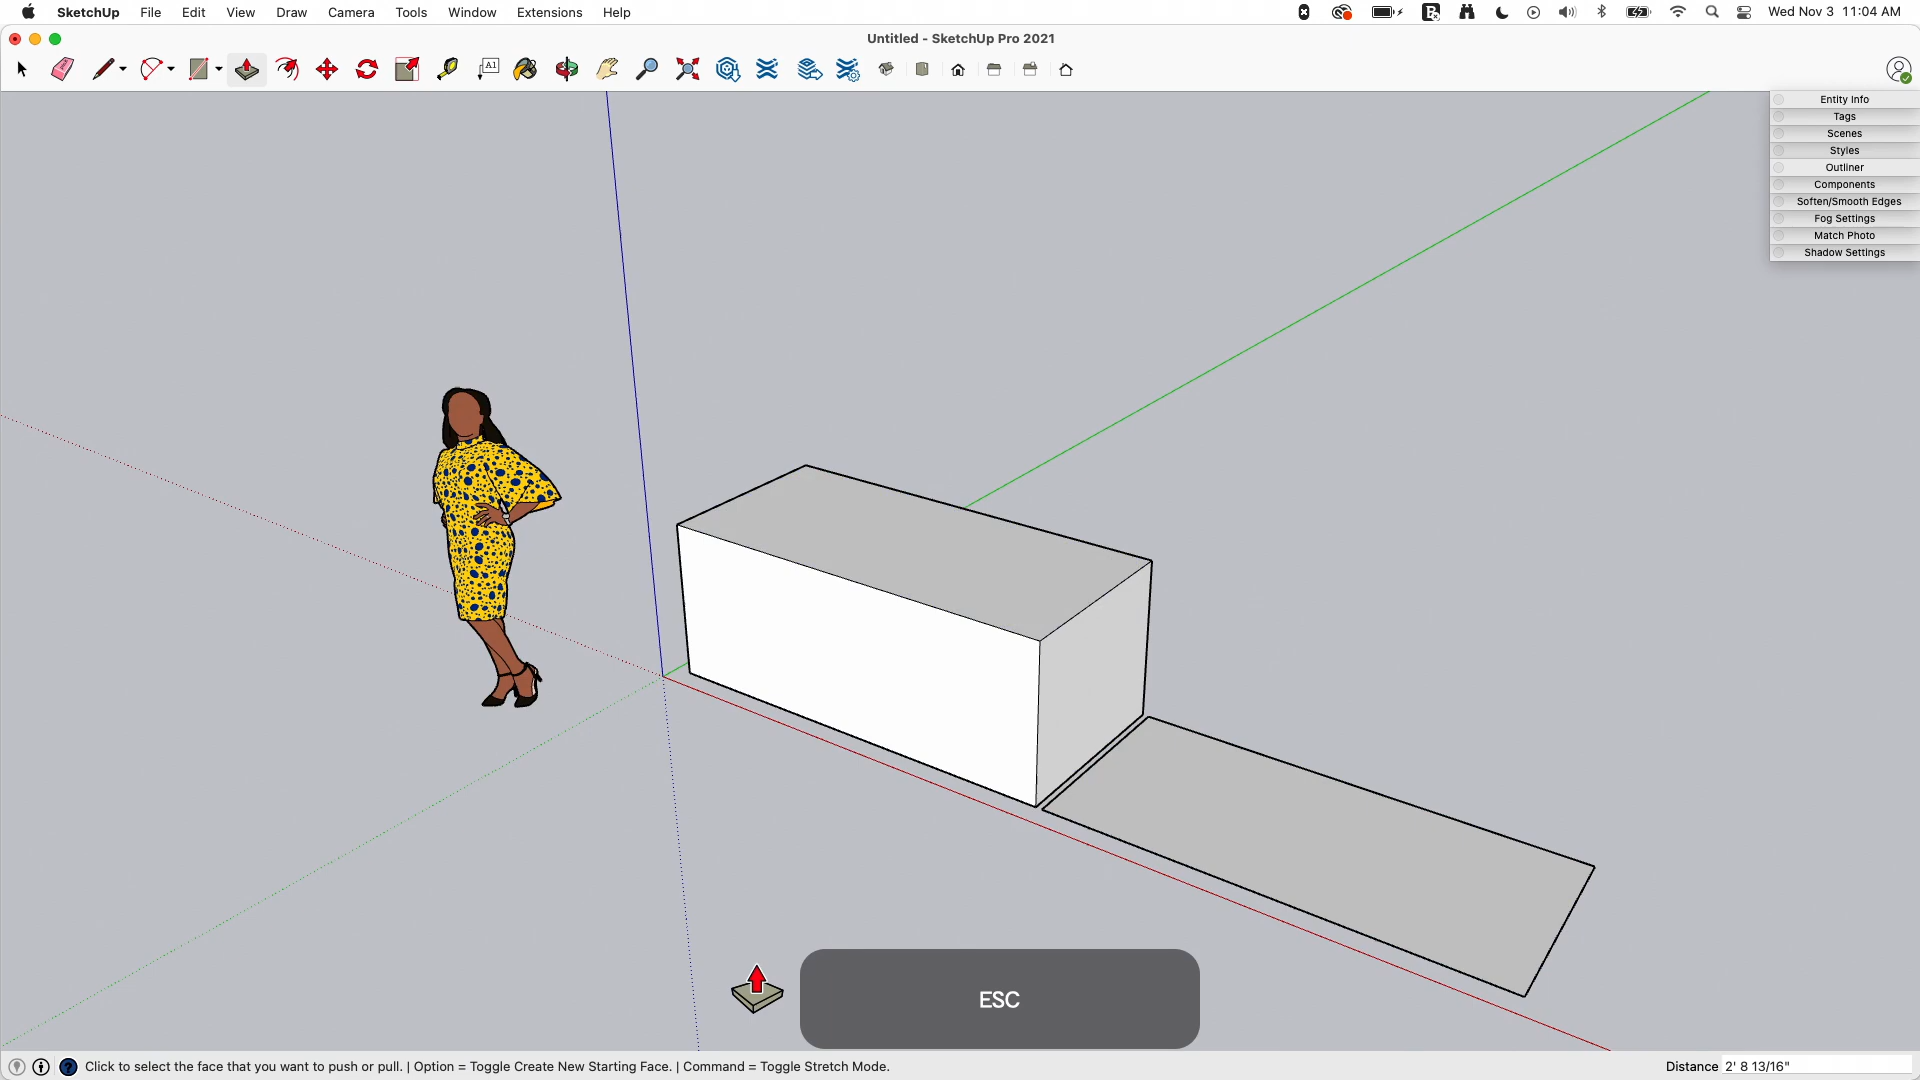 SketchUp File Edit View Draw Camera Tools Window Extensions Help Wed Nov 3 11:04 AM
Untitled - SketchUp Pro 2021
A1
Entity Info
Tags
Scenes
Styles
Outliner
Components
Soften/Smooth Edges
Fog Settings
Match Photo
Shadow Settings
ESC
Click to select the face that you want to push or pull. | Option = Toggle Create New Starting Face. | Command = Toggle Stretch Mode. Distance 2' 8 13/16"